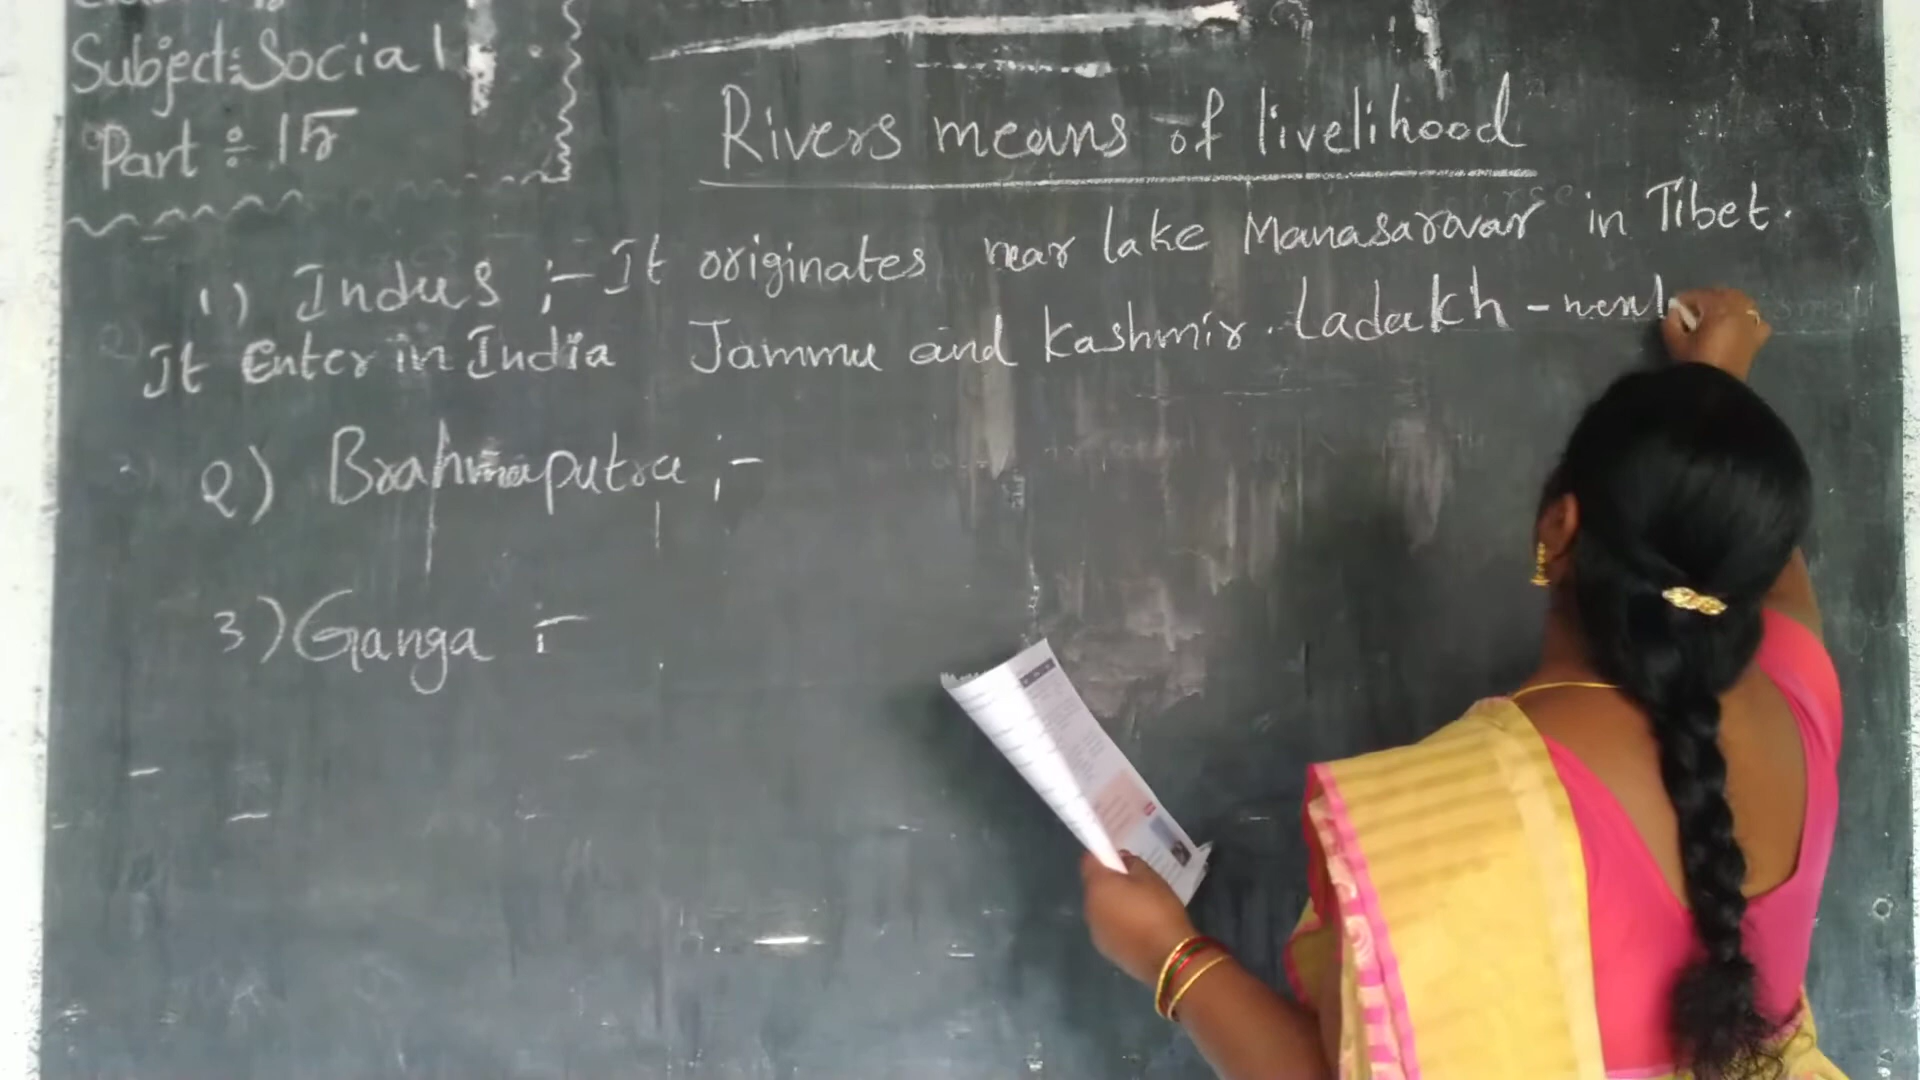 Subject:Social
Part ÷ 15
Rivers means of livelihood
1) Indus ;- It originates near lake Manasarovar in Tibet.
It Enter in India Jammu and Kashmir. Ladakh -
2) Brahmaputra ;-
3) Ganga :-